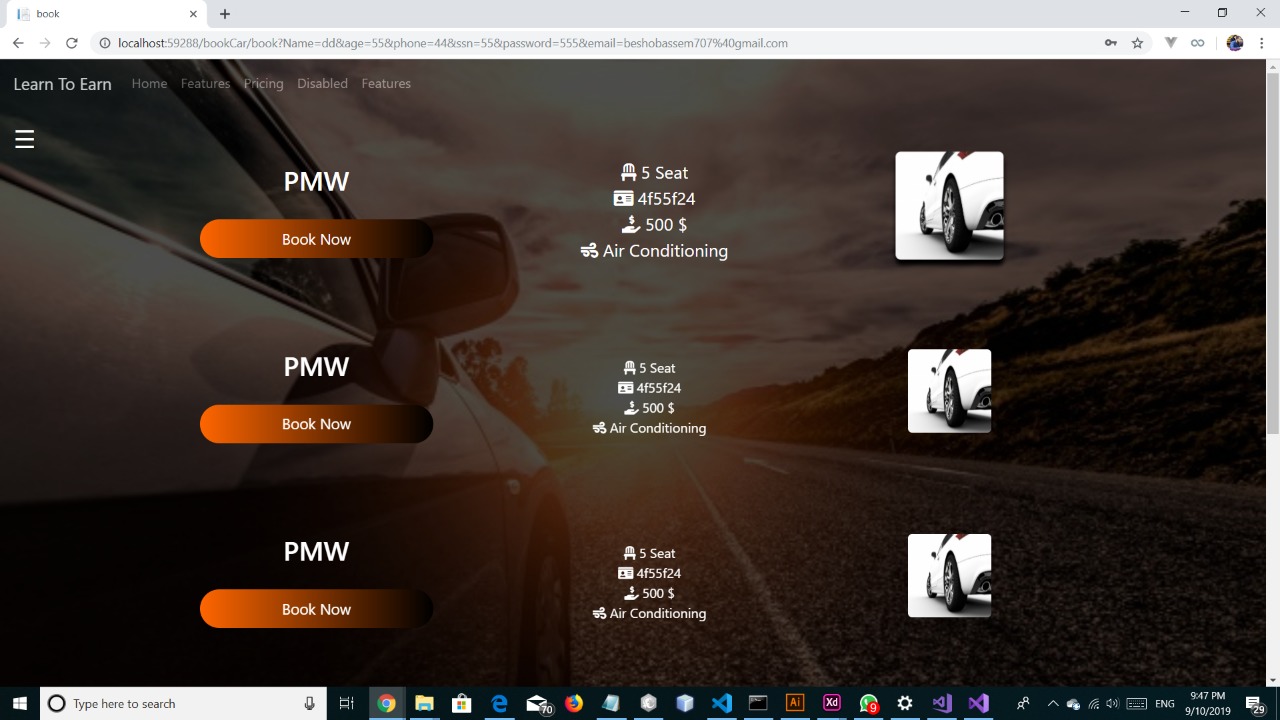 book
localhost:59288/bookCar/book?Name=dd&age=55&phone=44&ssn=55&password=555&email=beshobassem707%40gmail.com
Learn To Earn Home Features Pricing Disabled Features
PMW
Book Now
5 Seat
4f55f24
500 $
Air Conditioning
PMW
Book Now
5 Seat
4f55f24
500 $
Air Conditioning
PMW
Book Now
5 Seat
4f55f24
500 $
Air Conditioning
Type here to search
70
Ai
Xd
9
ENG
9:47 PM
9/10/2019
29